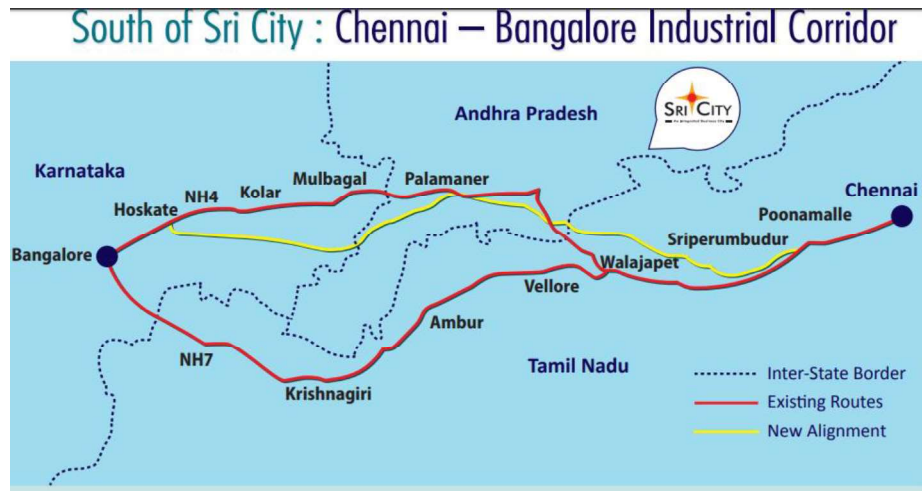 South of Sri City : Chennai – Bangalore Industrial Corridor
SRI CITY
Andhra Pradesh
Karnataka
Chennai
Mulbagal
Palamaner
Kolar
NH4
Hoskate
Poonamalle
Sriperumbudur
Bangalore
Walajapet
Vellore
Ambur
NH7
Krishnagiri
Tamil Nadu
Inter-State Border
Existing Routes
New Alignment